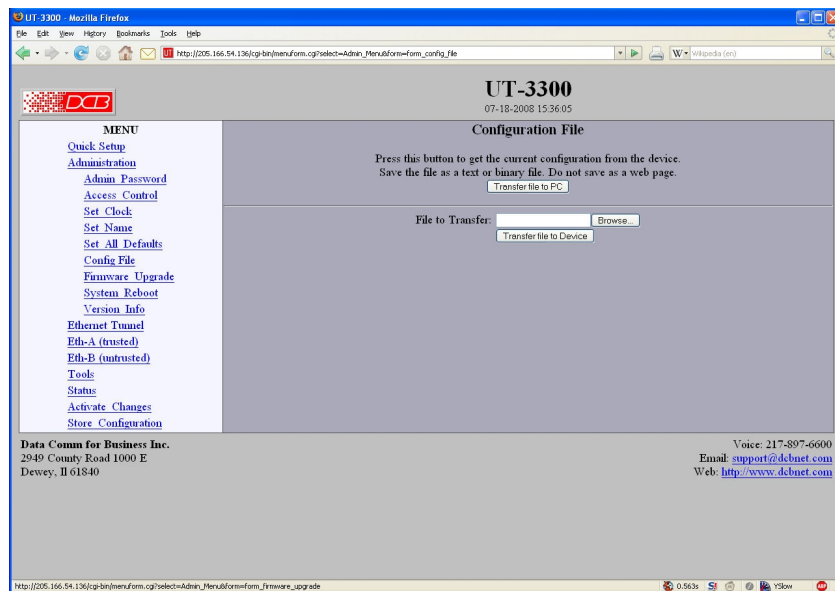 UT-3300 - Mozilla Firefox
File Edit View History Bookmarks Tools Help
UT http://205.166.54.136/cgi-bin/menuform.cgi?select=Admin_Menu&form=form_config_file W Wikipedia (en)
DCB
UT-3300
07-18-2008 15:36:05
MENU
Quick Setup
Administration
Admin Password
Access Control
Set Clock
Set Name
Set All Defaults
Config File
Firmware Upgrade
System Reboot
Version Info
Ethernet Tunnel
Eth-A (trusted)
Eth-B (untrusted)
Tools
Status
Activate Changes
Store Configuration
Configuration File
Press this button to get the current configuration from the device.
Save the file as a text or binary file. Do not save as a web page.
Transfer file to PC
File to Transfer: Browse...
Transfer file to Device
Data Comm for Business Inc.
2949 County Road 1000 E
Dewey, Il 61840
Voice: 217-897-6600
Email: support@dcbnet.com
Web: http://www.dcbnet.com
http://205.166.54.136/cgi-bin/menuform.cgi?select=Admin_Menu&form=form_firmware_upgrade 0.563s S YSlow ABP